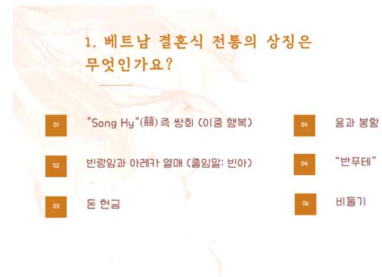 1. 베트남 결혼식 전통의 상징은
무엇인가요?
01 "Song Hy"(囍) 즉 쌍희 (이중 행복)
02 빈랑잎과 아레카 열매 (줄임말: 빈아)
03 돈 현금
04 용과 봉황
04 "반푸테"
06 비둘기